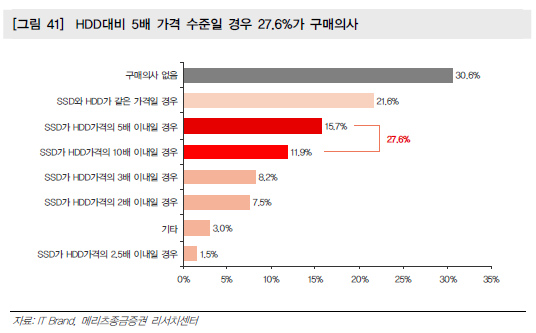 [그림 41] HDD대비 5배 가격 수준일 경우 27.6%가 구매의사
구매의사 없음 30.6%
SSD와 HDD가 같은 가격일 경우 21.6%
SSD가 HDD가격의 5배 이내일 경우 15.7%
27.6%
SSD가 HDD가격의 10배 이내일 경우 11.9%
SSD가 HDD가격의 3배 이내일 경우 8.2%
SSD가 HDD가격의 2배 이내일 경우 7.5%
기타 3.0%
SSD가 HDD가격의 2.5배 이내일 경우 1.5%
0% 5% 10% 15% 20% 25% 30% 35%
자료: IT Brand, 메리츠종금증권 리서치센터